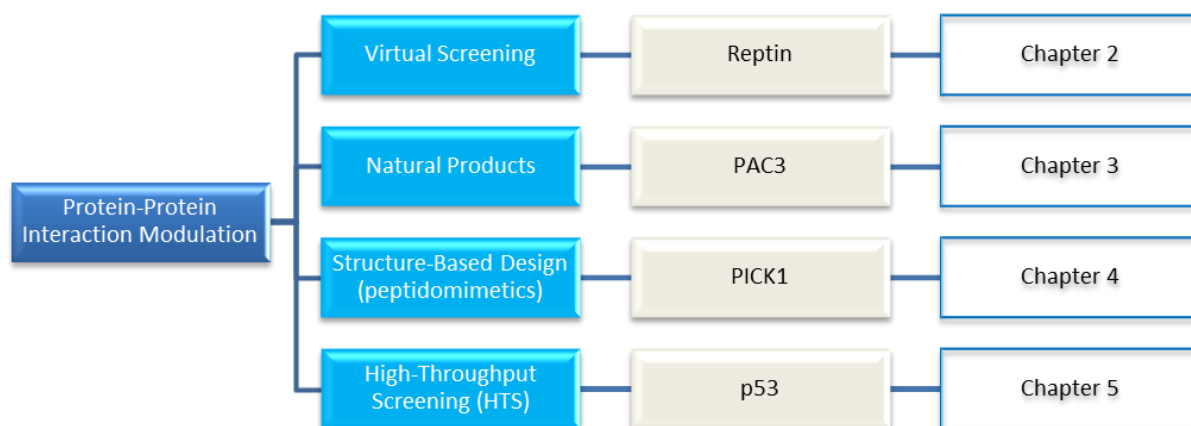 Virtual Screening
Reptin
Chapter 2
Natural Products
PAC3
Chapter 3
Protein-Protein
Interaction Modulation
Structure-Based Design
(peptidomimetics)
PICK1
Chapter 4
High-Throughput
Screening (HTS)
p53
Chapter 5